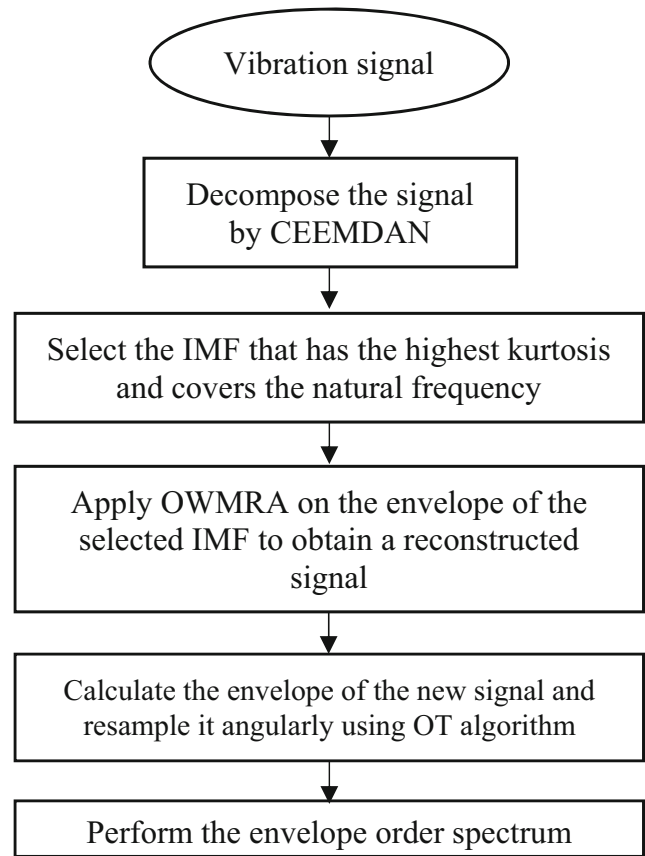 Vibration signal
Decompose the signal
by CEEMDAN
Select the IMF that has the highest kurtosis
and covers the natural frequency
Apply OWMRA on the envelope of the
selected IMF to obtain a reconstructed
signal
Calculate the envelope of the new signal and
resample it angularly using OT algorithm
Perform the envelope order spectrum